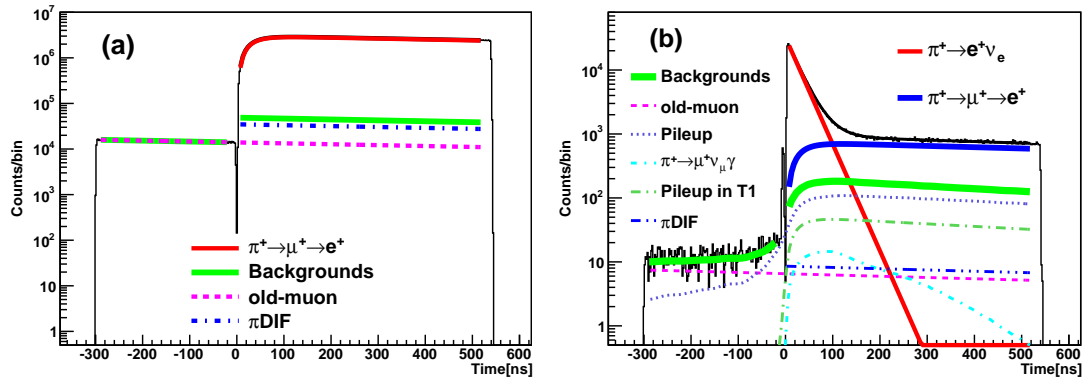 (a)
Counts/bin
10^7
10^6
10^5
10^4
10^3
10^2
10
1
π+→μ+→e+
Backgrounds
old-muon
πDIF
-300 -200 -100 0 100 200 300 400 500 600
Time[ns]
(b)
Counts/bin
10^4
10^3
10^2
10
1
Backgrounds
old-muon
Pileup
π+→μ+ν_μγ
Pileup in T1
πDIF
π+→e+ν_e
π+→μ+→e+
-300 -200 -100 0 100 200 300 400 500 600
Time[ns]